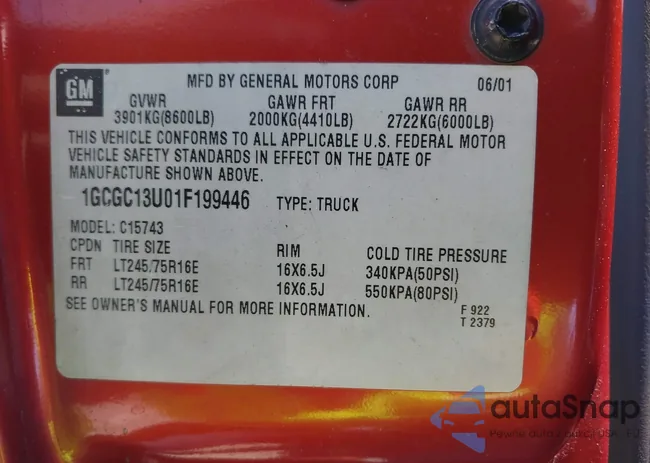 GM
MFD BY GENERAL MOTORS CORP 06/01
GVWR GAWR FRT GAWR RR
3901KG(8600LB) 2000KG(4410LB) 2722KG(6000LB)
THIS VEHICLE CONFORMS TO ALL APPLICABLE U.S. FEDERAL MOTOR
VEHICLE SAFETY STANDARDS IN EFFECT ON THE DATE OF
MANUFACTURE SHOWN ABOVE.
1GCGC13U01F199446 TYPE: TRUCK
MODEL: C15743
CPDN TIRE SIZE RIM COLD TIRE PRESSURE
FRT LT245/75R16E 16X6.5J 340KPA(50PSI)
RR LT245/75R16E 16X6.5J 550KPA(80PSI)
SEE OWNER'S MANUAL FOR MORE INFORMATION.
F 922
T 2379
autaSnap